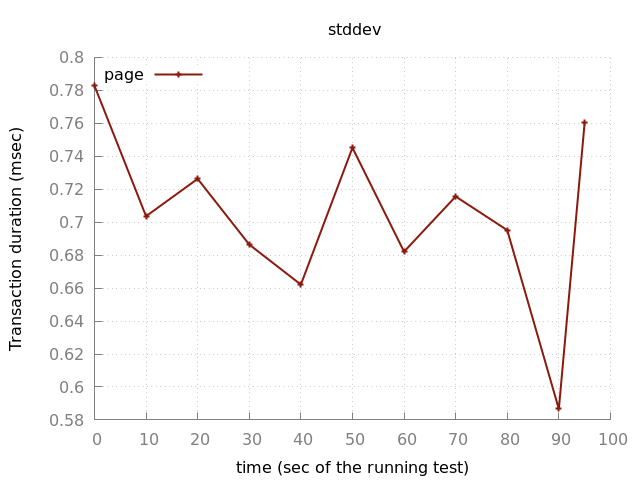 stddev
0.8
page
0.78
0.76
0.74
0.72
0.7
0.68
0.66
0.64
0.62
0.6
0.58
Transaction duration (msec)
0 10 20 30 40 50 60 70 80 90 100
time (sec of the running test)